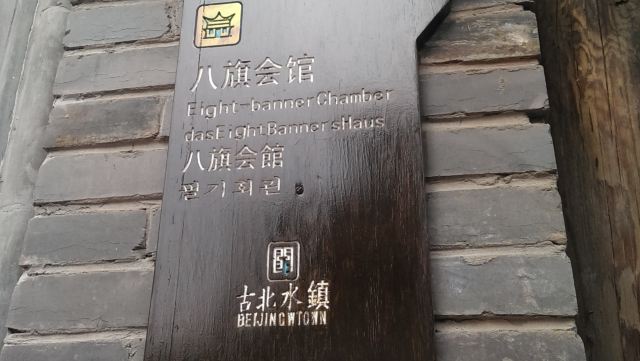 八旗会馆
Eight-bannerChamber
dasEightBannersHaus
八旗会館
팔기회관
古北水鎮
BEIJINGWTOWN